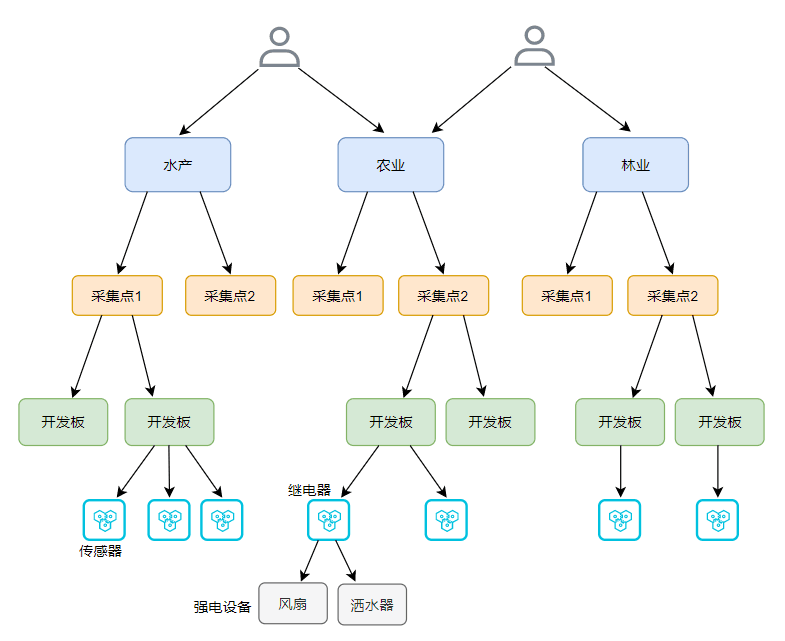 水产
农业
林业
采集点1
采集点2
采集点1
采集点2
采集点1
采集点2
开发板
开发板
开发板
开发板
开发板
开发板
继电器
传感器
强电设备
风扇
洒水器